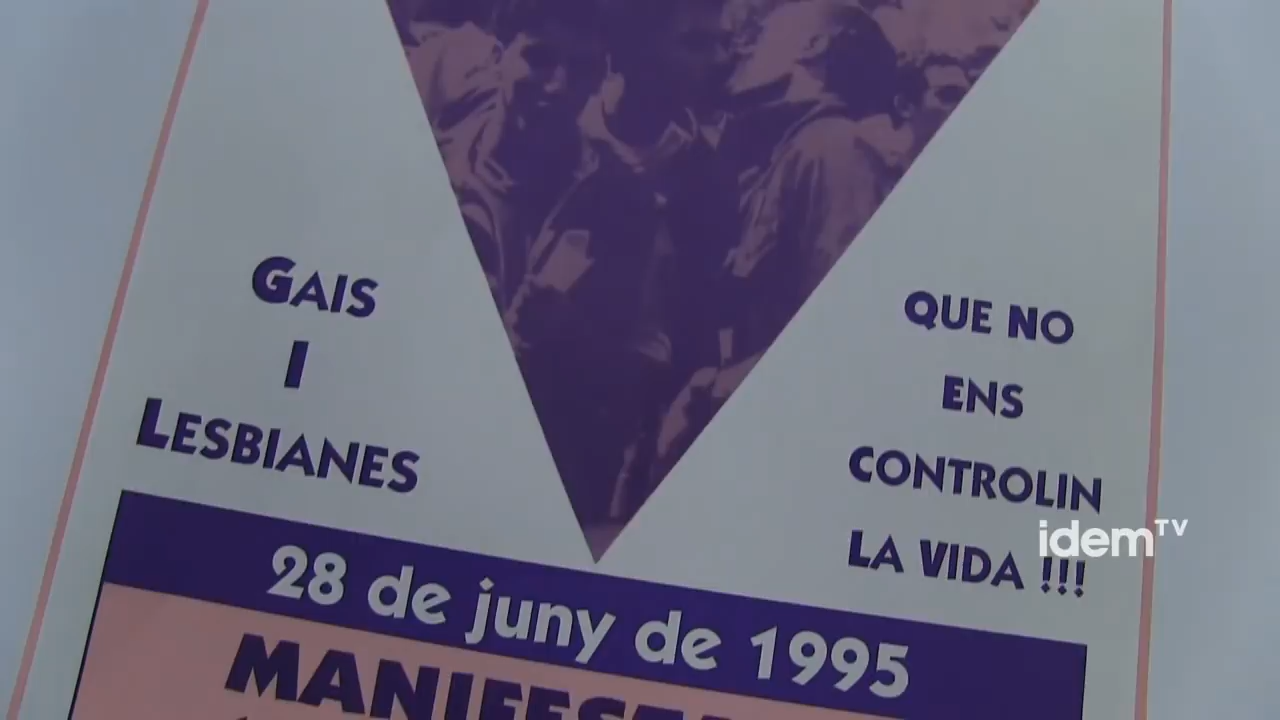 GAIS
I
LESBIANES
QUE NO
ENS
CONTROLIN
LA VIDA !!!
idemTV
28 de juny de 1995